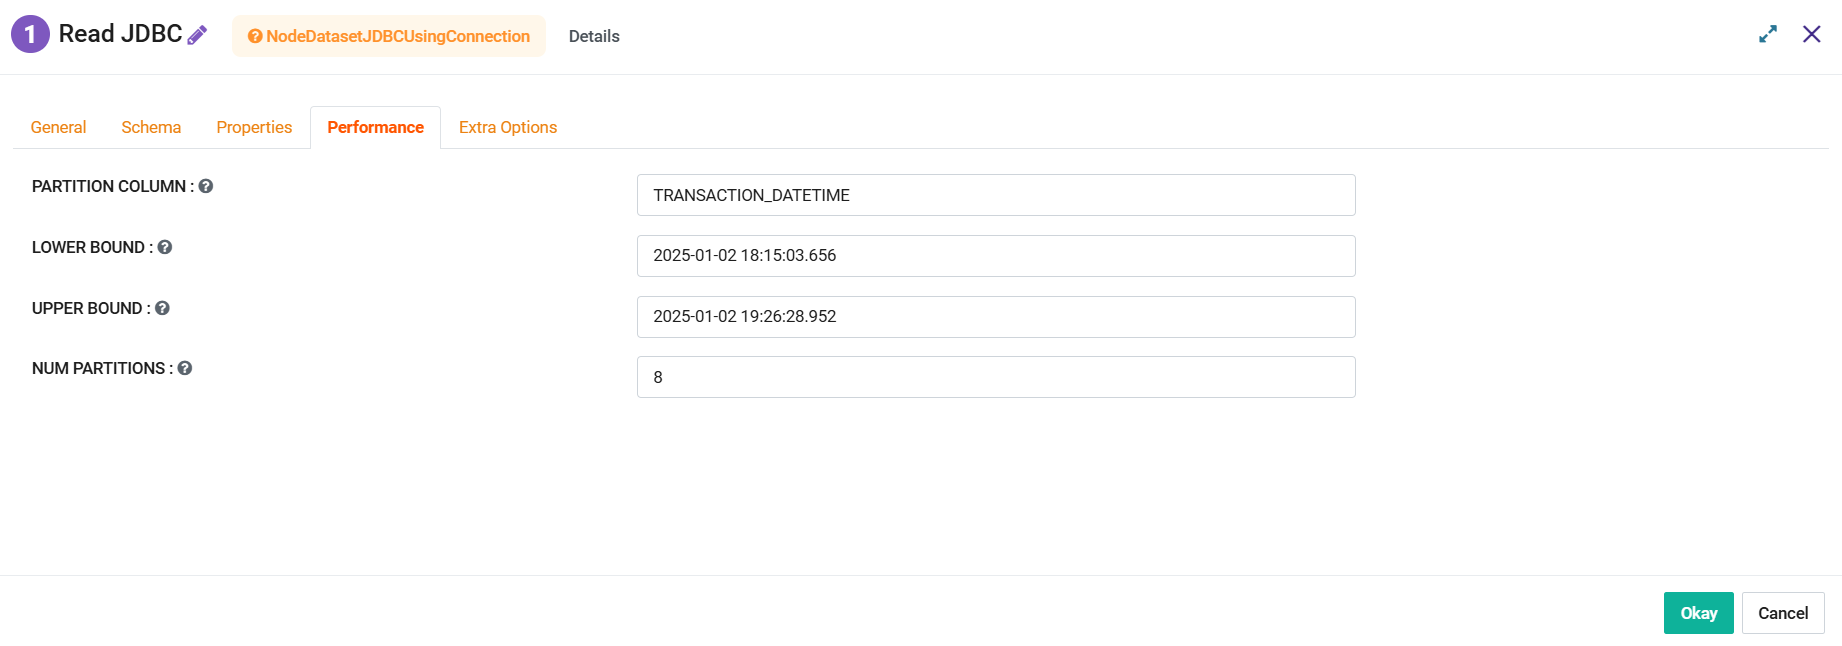 1 Read JDBC NodeDatasetJDBCUsingConnection Details
General Schema Properties Performance Extra Options
PARTITION COLUMN : TRANSACTION_DATETIME
LOWER BOUND : 2025-01-02 18:15:03.656
UPPER BOUND : 2025-01-02 19:26:28.952
NUM PARTITIONS : 8
Okay Cancel